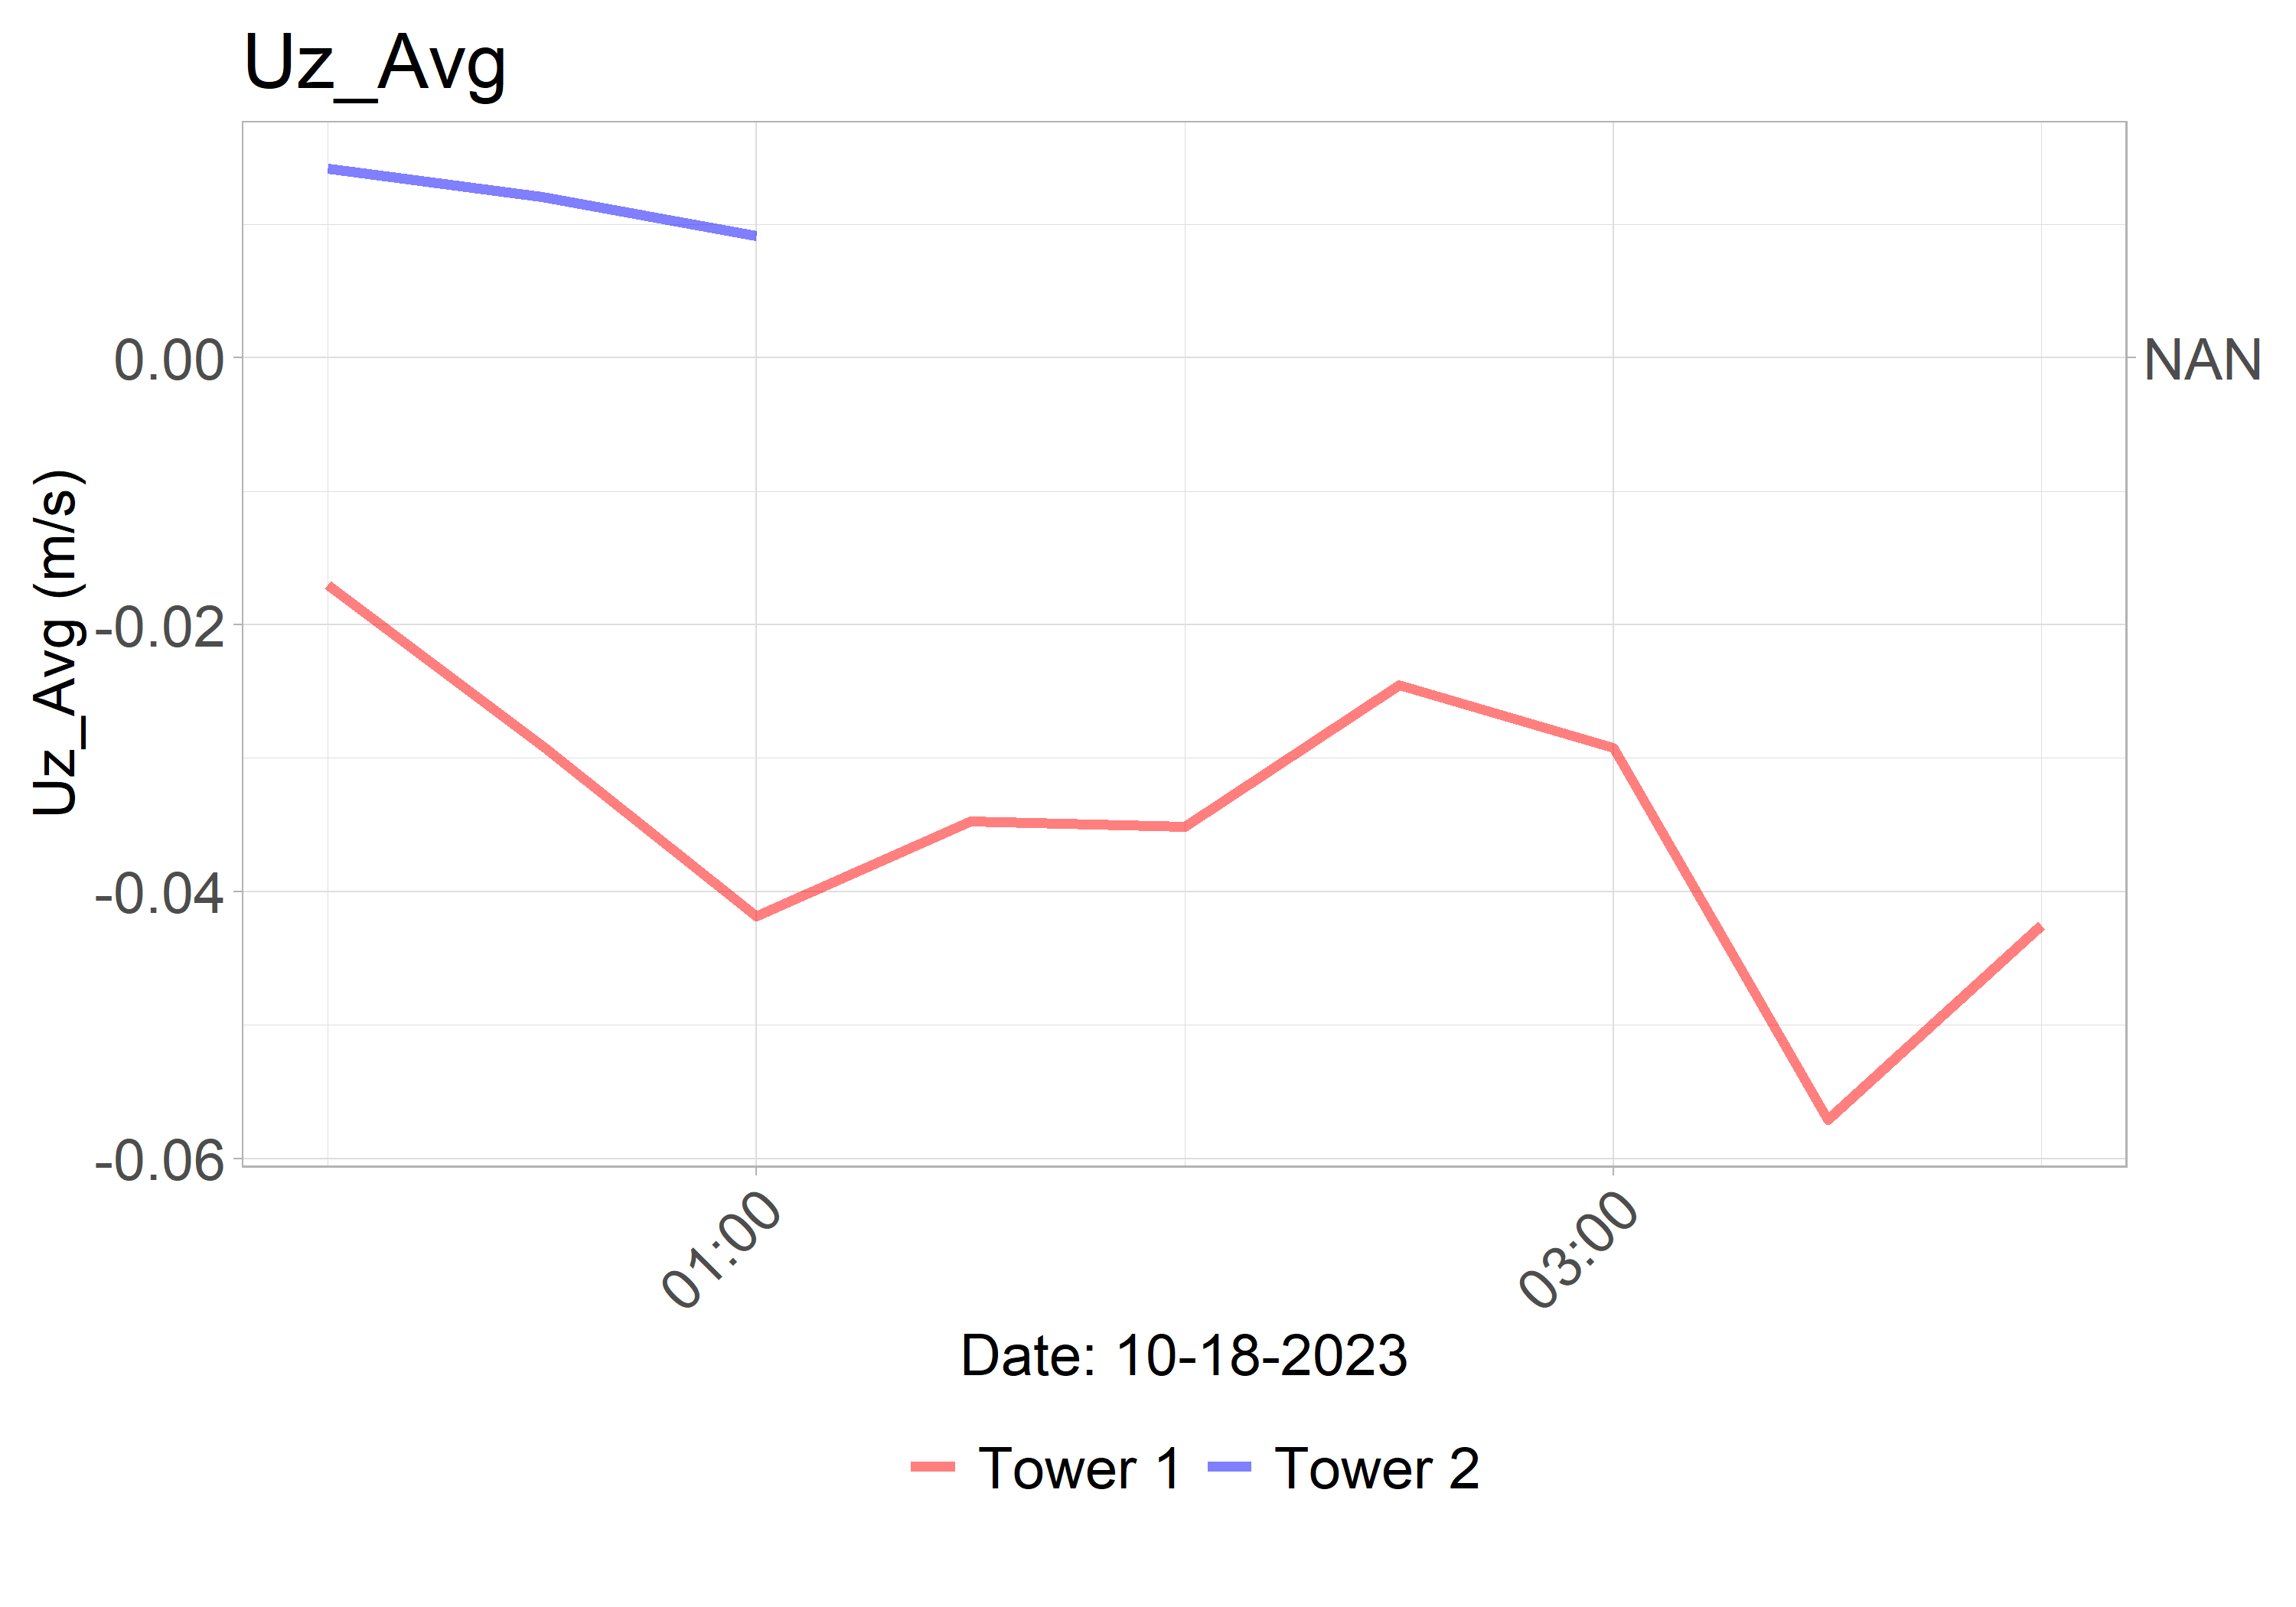 Uz_Avg
Uz_Avg (m/s)
0.00
-0.02
-0.04
-0.06
NAN
01:00
03:00
Date: 10-18-2023
Tower 1
Tower 2